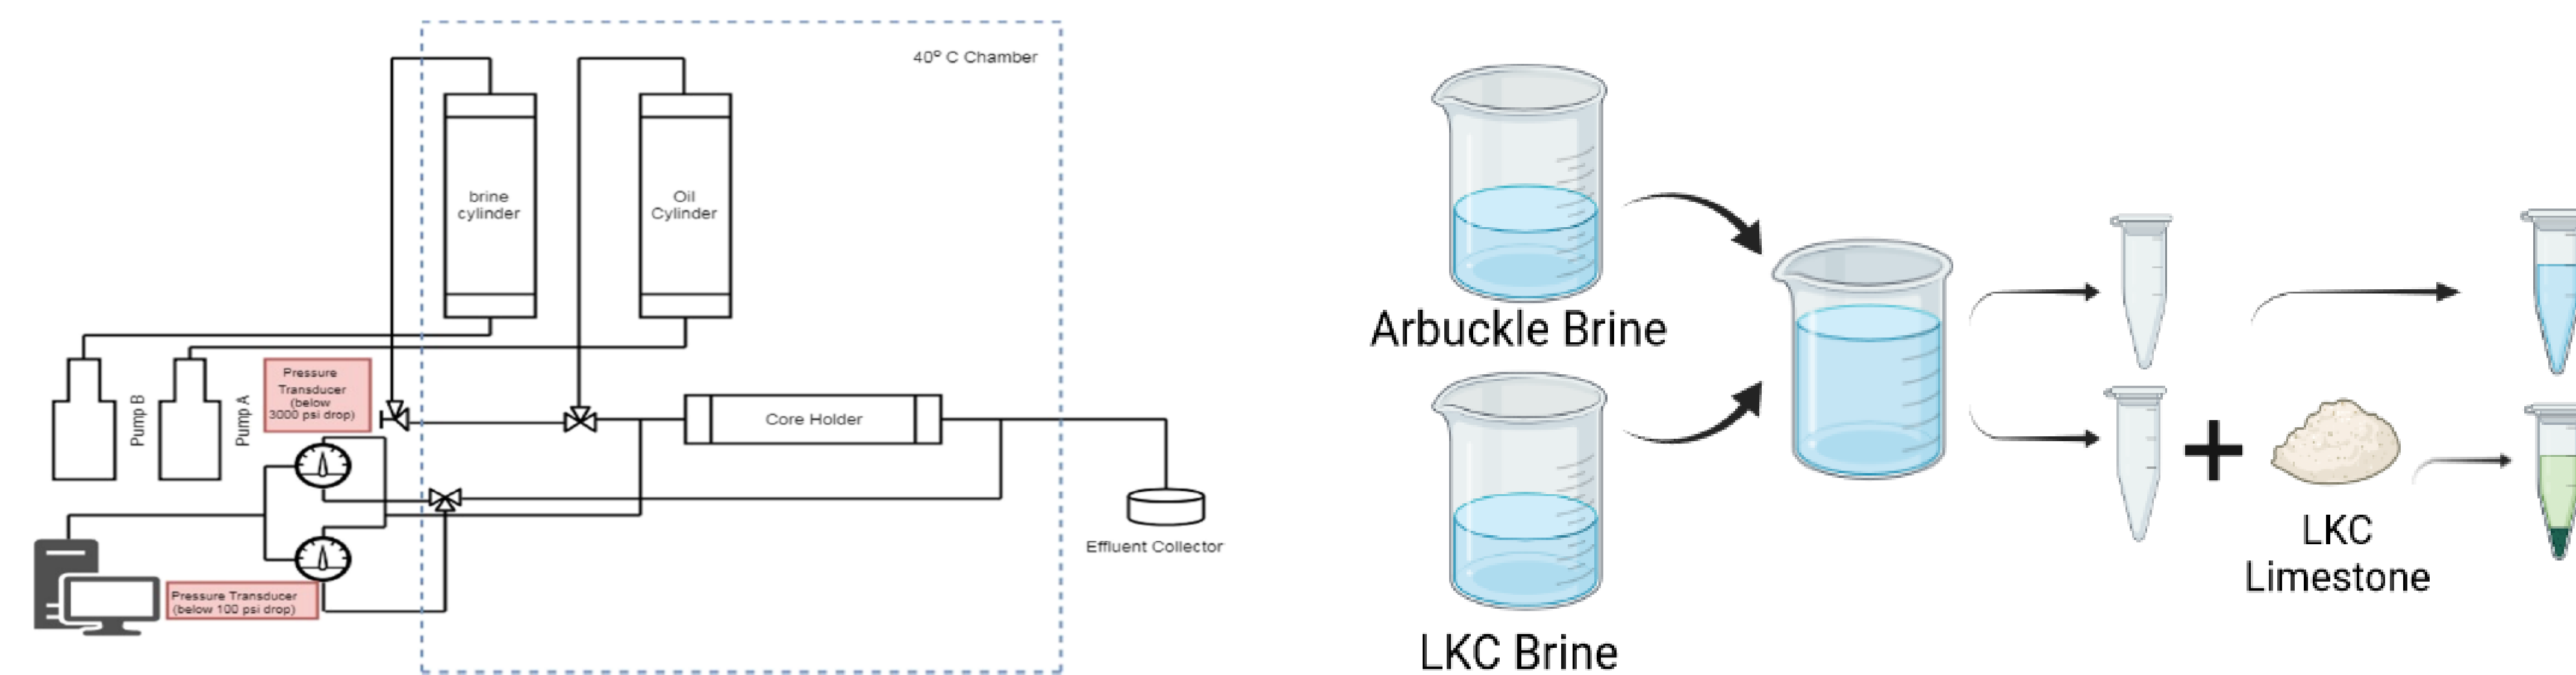 40º C Chamber
brine
cylinder
Oil
Cylinder
Pump B
Pump A
Pressure
Transducer
(below
3000 psi drop)
Core Holder
Effluent Collector
Pressure Transducer
(below 100 psi drop)
Arbuckle Brine
LKC Brine
LKC
Limestone